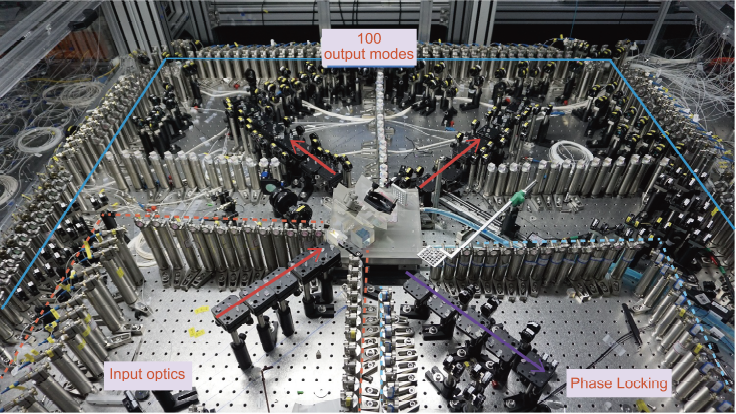 100
output modes
Input optics
Phase Locking